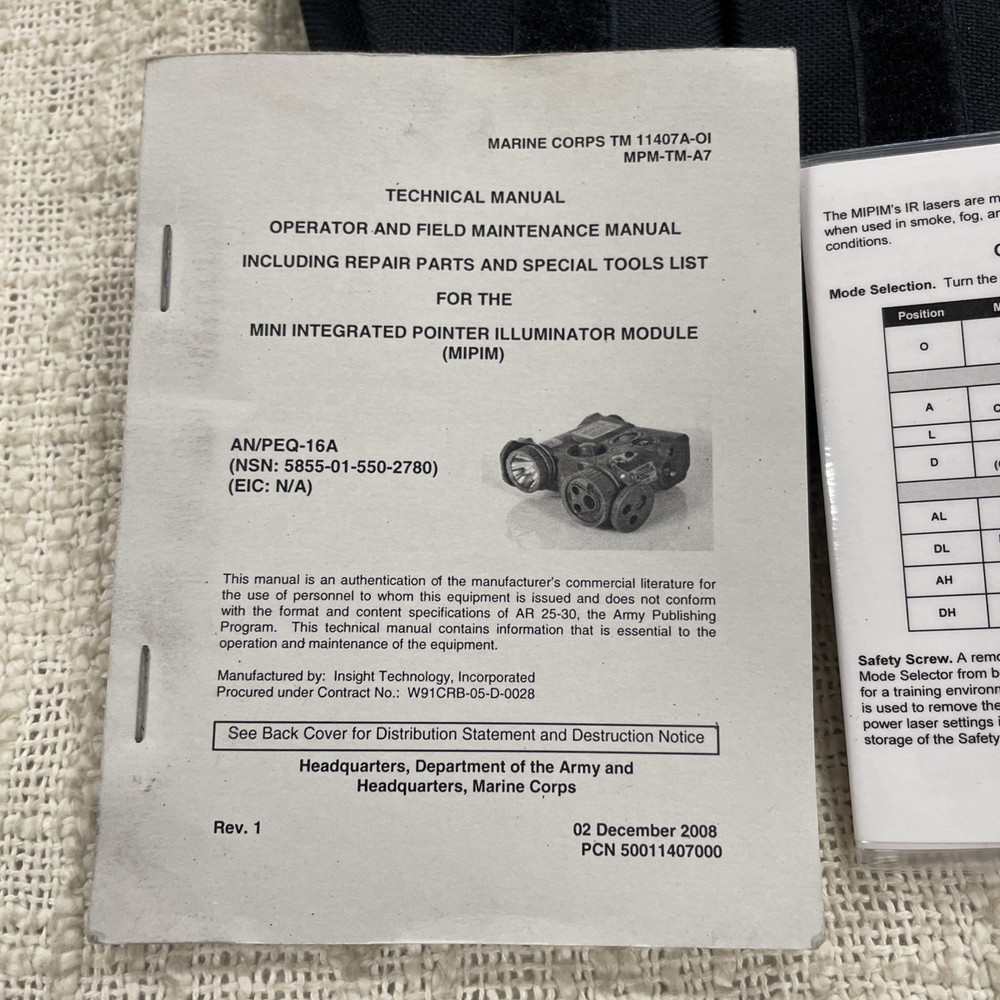 MARINE CORPS TM 11407A-OI
MPM-TM-A7
TECHNICAL MANUAL
OPERATOR AND FIELD MAINTENANCE MANUAL
INCLUDING REPAIR PARTS AND SPECIAL TOOLS LIST
FOR THE
MINI INTEGRATED POINTER ILLUMINATOR MODULE
(MIPIM)
AN/PEQ-16A
(NSN: 5855-01-550-2780)
(EIC: N/A)
This manual is an authentication of the manufacturer's commercial literature for
the use of personnel to whom this equipment is issued and does not conform
with the format and content specifications of AR 25-30, the Army Publishing
Program. This technical manual contains information that is essential to the
operation and maintenance of the equipment.
Manufactured by: Insight Technology, Incorporated
Procured under Contract No.: W91CRB-05-D-0028
See Back Cover for Distribution Statement and Destruction Notice
Headquarters, Department of the Army and
Headquarters, Marine Corps
Rev. 1
02 December 2008
PCN 50011407000
The MIPIM's IR lasers are
when used in smoke, fog,
conditions.
Mode Selection. Turn the
Position
O
A
L
D
AL
DL
AH
DH
Safety Screw. A
Mode Selector from
for a training
is used to remove the
power laser settings
storage of the Safety